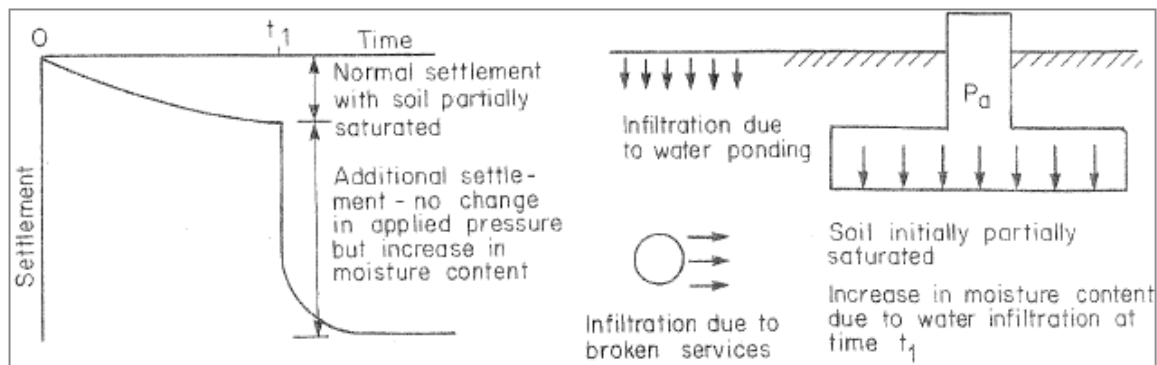 O
t1
Time
Settlement
Normal settlement
with soil partially
saturated
Additional settle-
ment - no change
in applied pressure
but increase in
moisture content
Infiltration due
to water ponding
Infiltration due to
broken services
Pa
Soil initially partially
saturated
Increase in moisture content
due to water infiltration at
time t1